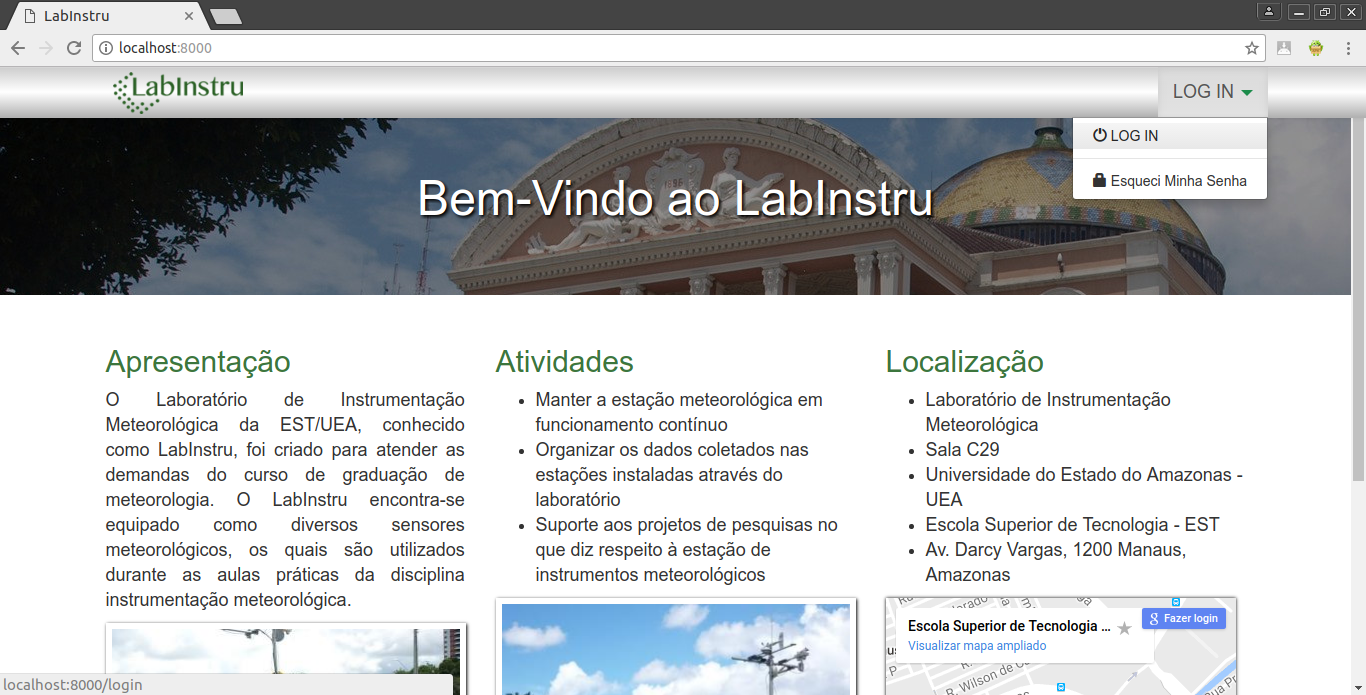 LabInstru
localhost:8000
LabInstru
LOG IN
LOG IN
Esqueci Minha Senha
Bem-Vindo ao LabInstru
Apresentação
O Laboratório de Instrumentação
Meteorológica da EST/UEA, conhecido
como LabInstru, foi criado para atender as
demandas do curso de graduação de
meteorologia. O LabInstru encontra-se
equipado como diversos sensores
meteorológicos, os quais são utilizados
durante as aulas práticas da disciplina
instrumentação meteorológica.
Atividades
Manter a estação meteorológica em
funcionamento contínuo
Organizar os dados coletados nas
estações instaladas através do
laboratório
Suporte aos projetos de pesquisas no
que diz respeito à estação de
instrumentos meteorológicos
Localização
Laboratório de Instrumentação
Meteorológica
Sala C29
Universidade do Estado do Amazonas -
UEA
Escola Superior de Tecnologia - EST
Av. Darcy Vargas, 1200 Manaus,
Amazonas
Escola Superior de Tecnologia ...
Visualizar mapa ampliado
Fazer login
R. Wilson de
localhost:8000/login